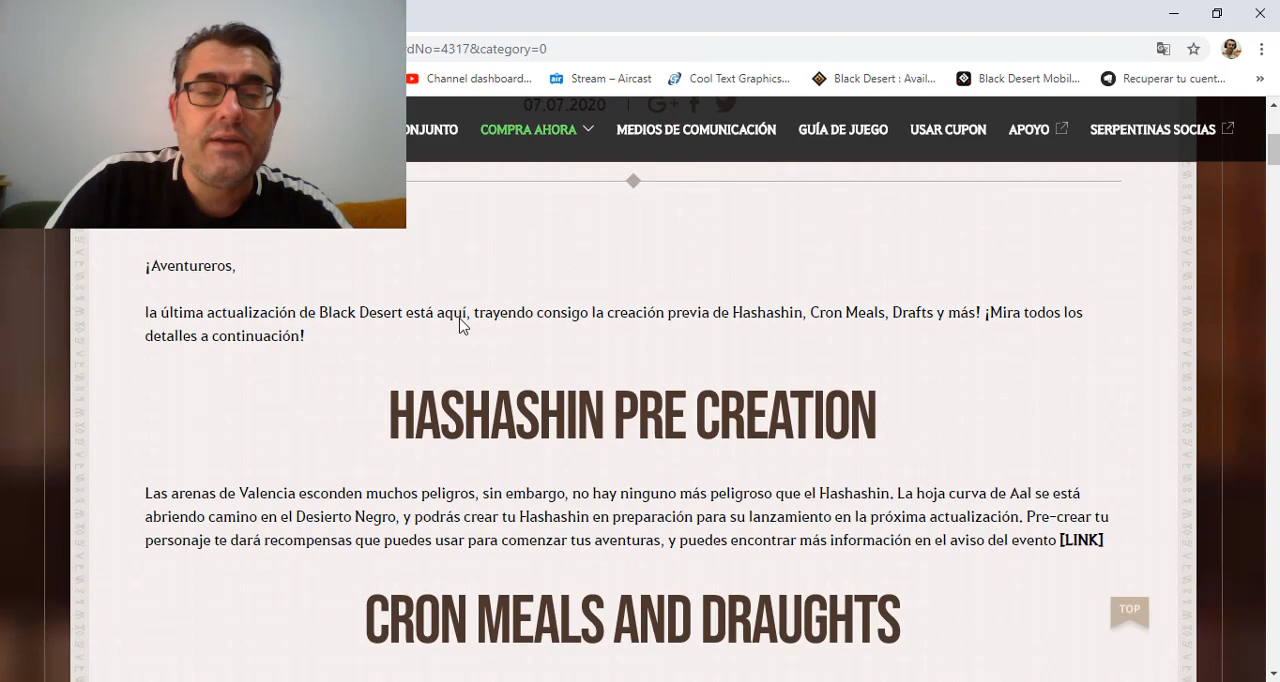 rdNo=4317&category=0
Channel dashboard... Stream – Aircast Cool Text Graphics... Black Desert : Avail... Black Desert Mobil... Recuperar tu cuent... »
07.07.2020 | G+ f
ONJUNTO COMPRA AHORA MEDIOS DE COMUNICACIÓN GUÍA DE JUEGO USAR CUPON APOYO SERPENTINAS SOCIAS
¡Aventureros,
la última actualización de Black Desert está aquí, trayendo consigo la creación previa de Hashashin, Cron Meals, Drafts y más! ¡Mira todos los
detalles a continuación!
HASHASHIN PRE CREATION
Las arenas de Valencia esconden muchos peligros, sin embargo, no hay ninguno más peligroso que el Hashashin. La hoja curva de Aal se está
abriendo camino en el Desierto Negro, y podrás crear tu Hashashin en preparación para su lanzamiento en la próxima actualización. Pre-crear tu
personaje te dará recompensas que puedes usar para comenzar tus aventuras, y puedes encontrar más información en el aviso del evento [LINK]
CRON MEALS AND DRAUGHTS
TOP